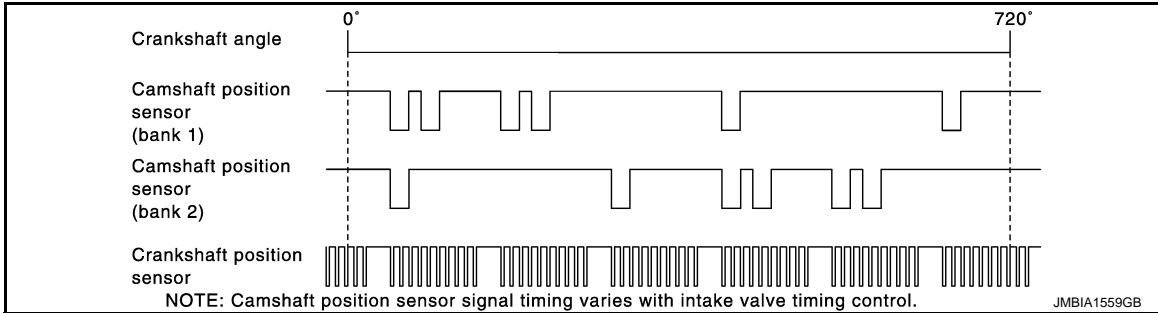 0˚ 720˚
Crankshaft angle
Camshaft position
sensor
(bank 1)
Camshaft position
sensor
(bank 2)
Crankshaft position
sensor
NOTE: Camshaft position sensor signal timing varies with intake valve timing control.
JMBIA1559GB